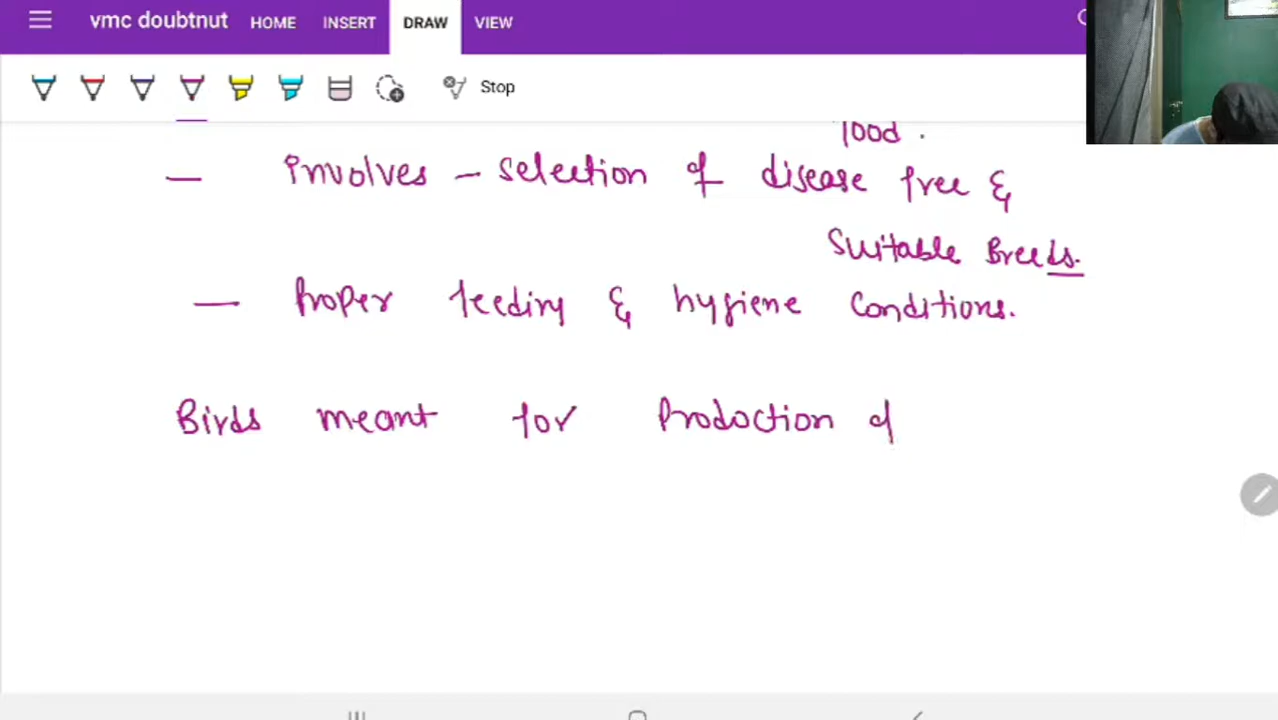 vmc doubtnut HOME INSERT DRAW VIEW
Stop
food.
— involves – selection of disease free &
suitable Breeds.
— Proper feeding & hygiene conditions.
Birds meant for Prodoction of